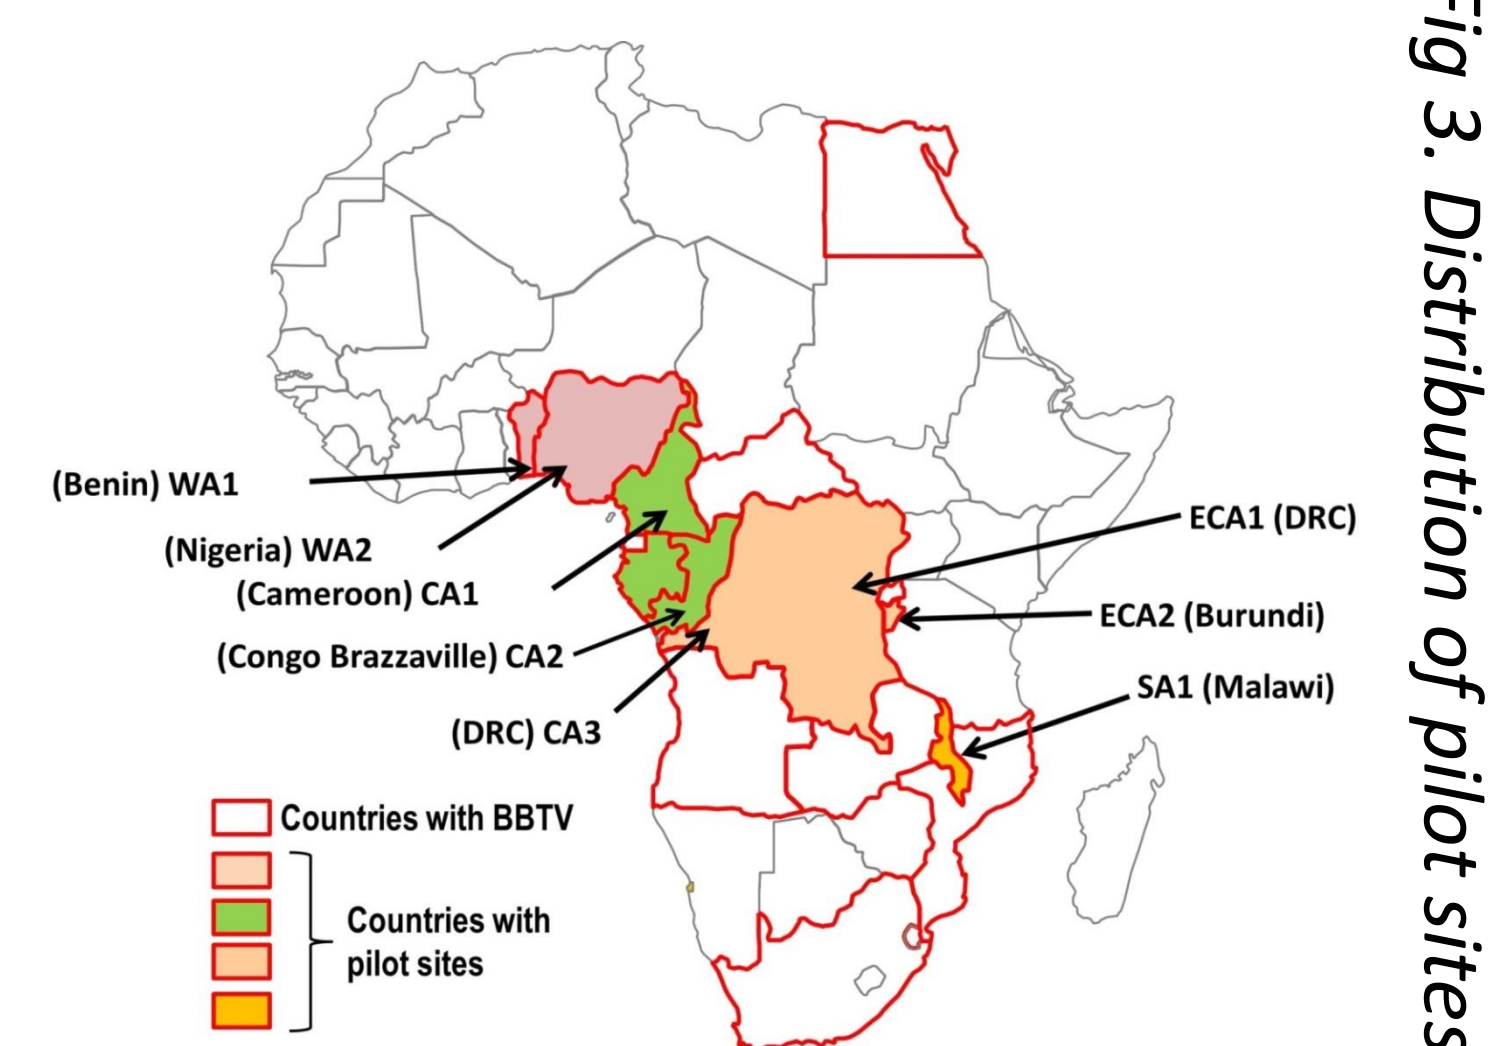 Fig 3. Distribution of pilot sites
(Benin) WA1
(Nigeria) WA2
(Cameroon) CA1
(Congo Brazzaville) CA2
(DRC) CA3
ECA1 (DRC)
ECA2 (Burundi)
SA1 (Malawi)
Countries with BBTV
Countries with
pilot sites